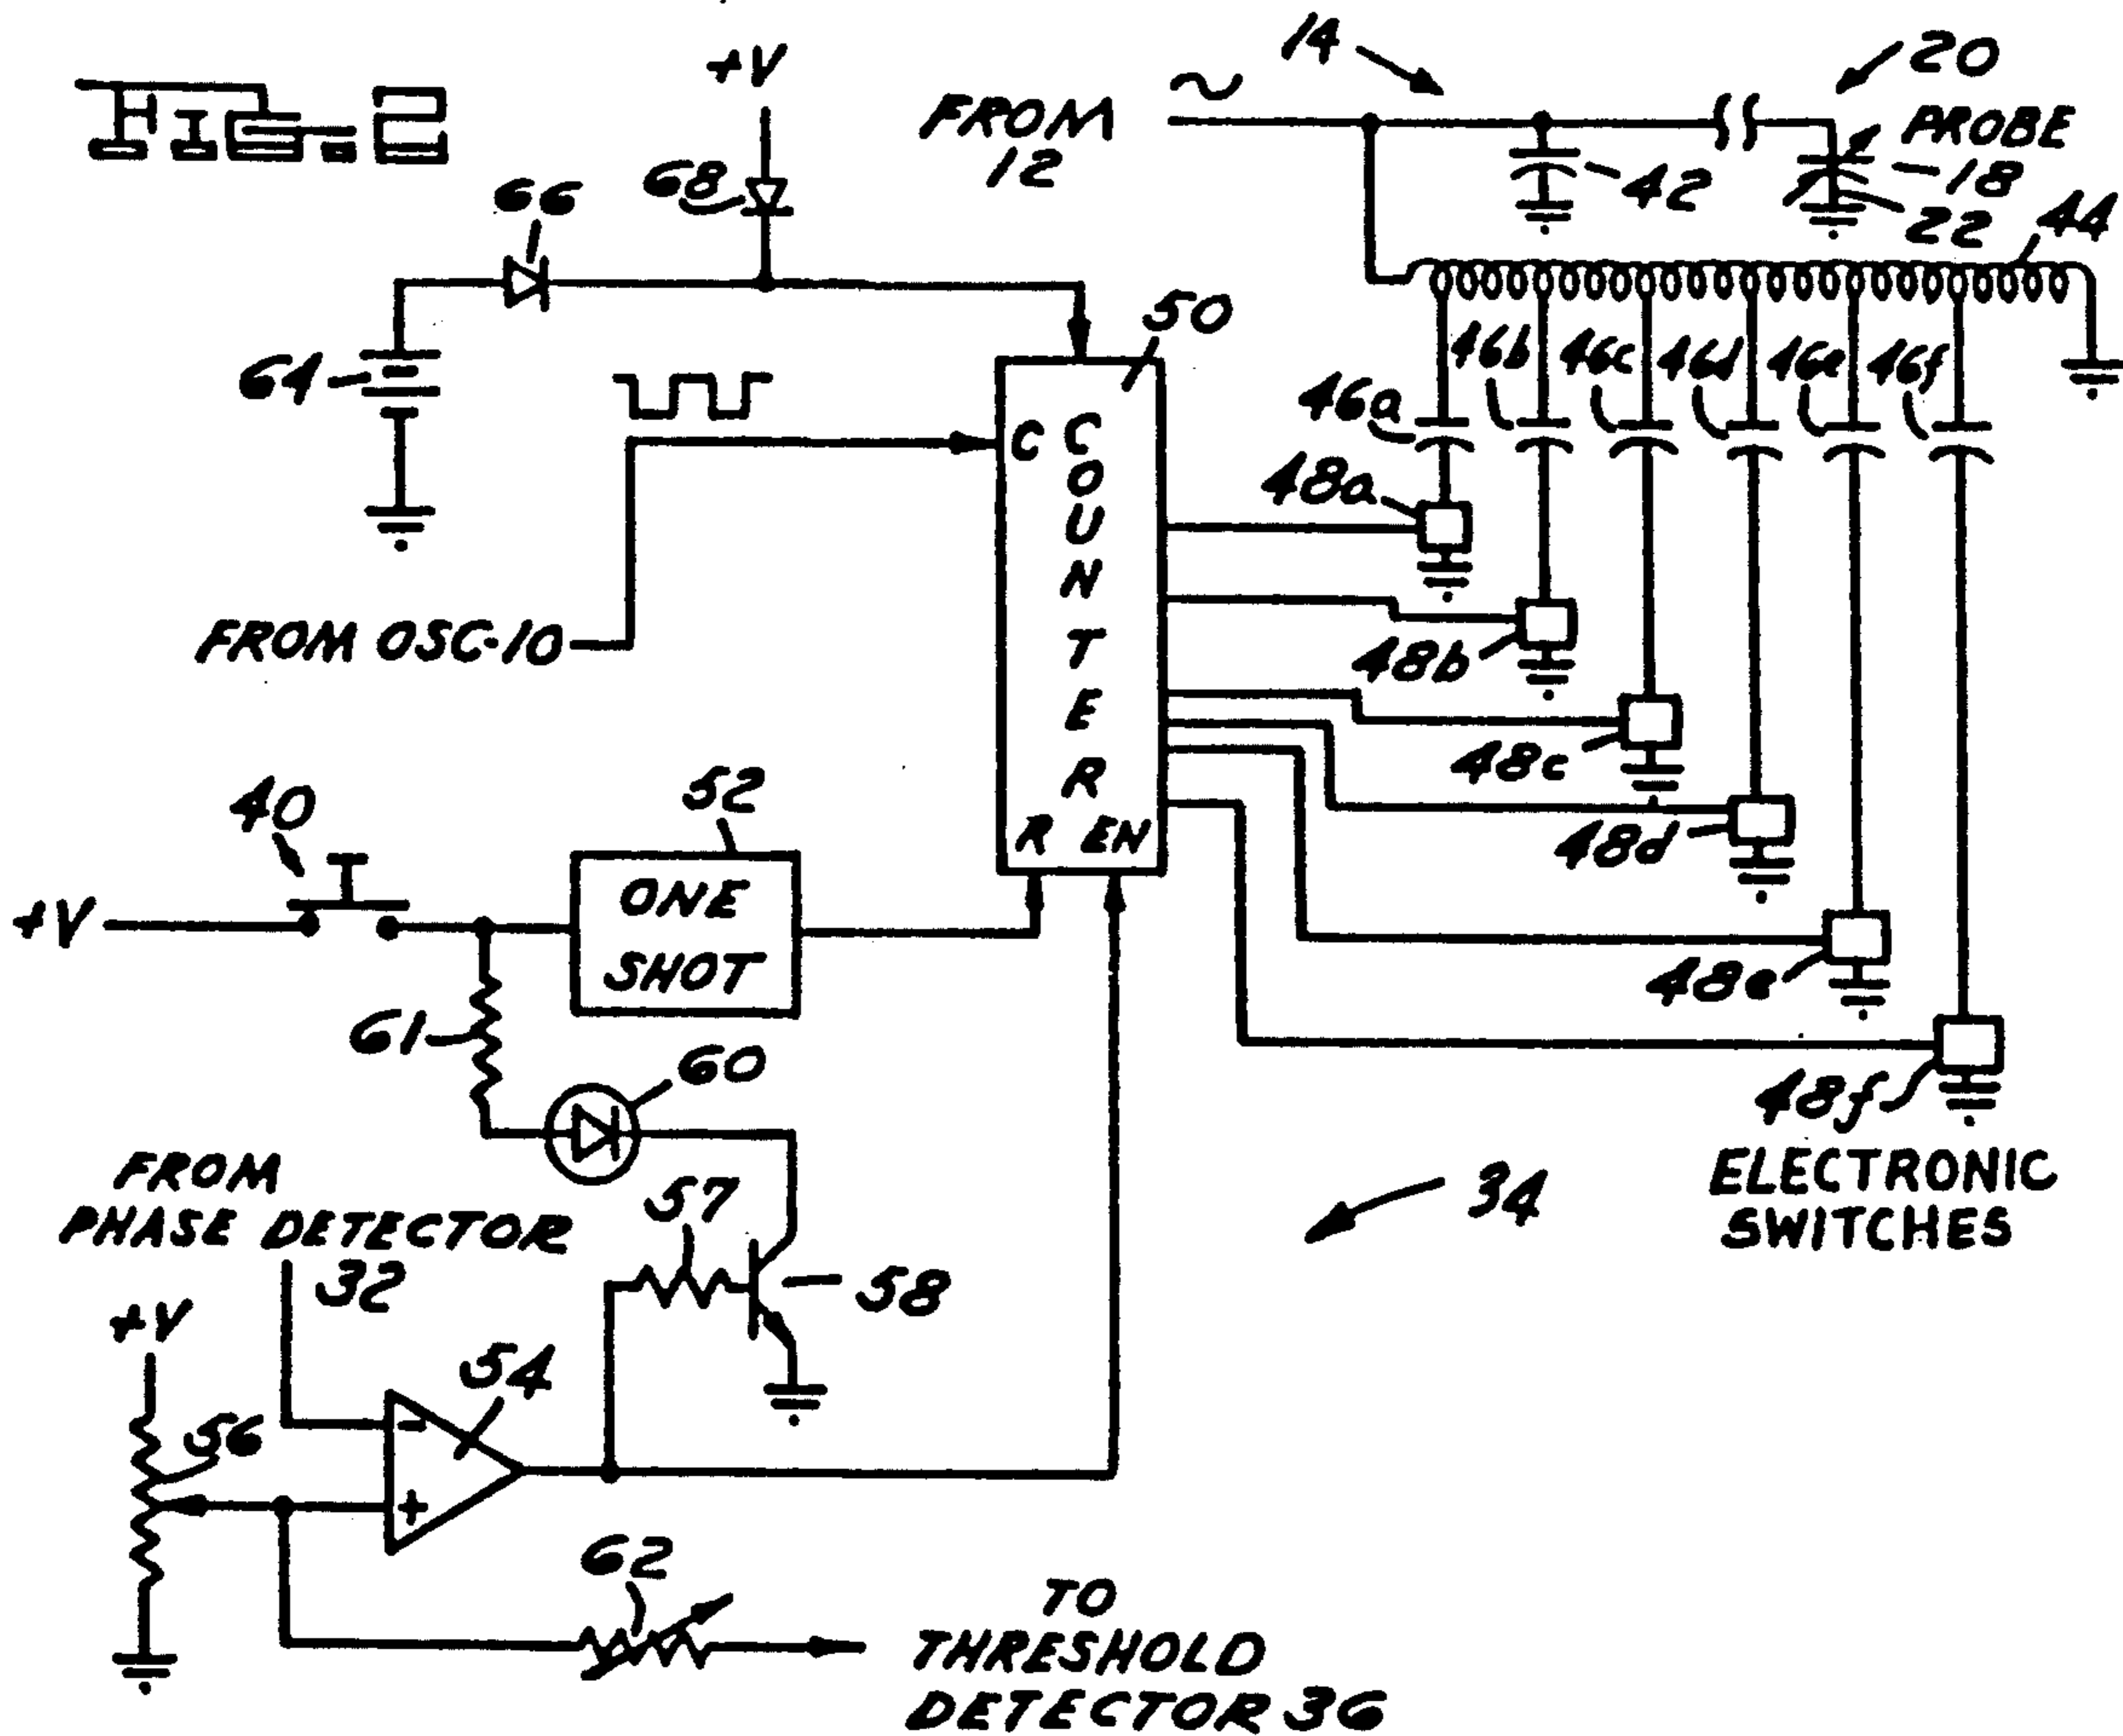 FIG. 2
+V
FROM
12
14
20
PROBE
18
22
42
44
66
68
64
50
46a
46b
46c
46d
46e
46f
C
COUNTER
R EN
FROM OSC-10
48a
48b
48c
48d
48e
48f
ELECTRONIC
SWITCHES
40
+V
52
ONE
SHOT
61
60
57
58
34
FROM
PHASE DETECTOR
32
+V
54
56
-
+
62
TO
THRESHOLD
DETECTOR 36